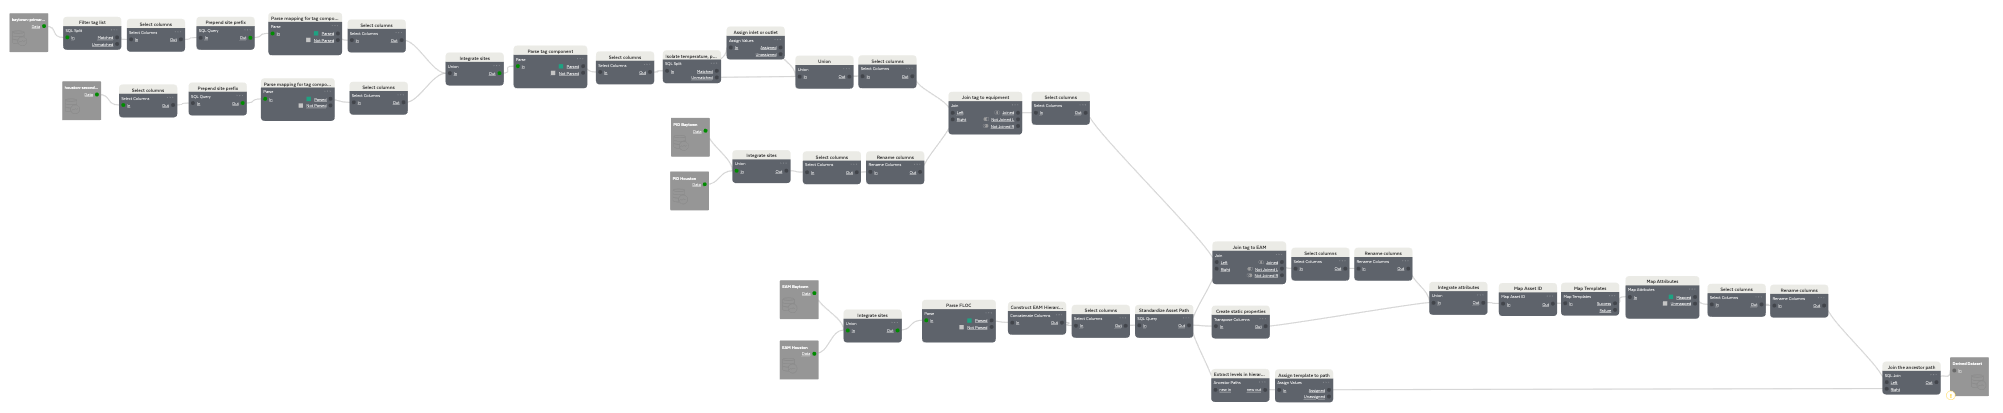 Filter tag list
SQL Split
In
Matched
Unmatched
Select columns
Select Columns
In
Out
Prepend site prefix
SQL Query
In
Out
Parse mapping for tag compo...
Parse
In
Parsed
Not Parsed
Select columns
Select Columns
In
Out
Data
Select columns
Select Columns
In
Out
Prepend site prefix
SQL Query
In
Out
Parse mapping for tag compo...
Parse
In
Parsed
Not Parsed
Select columns
Select Columns
In
Out
Data
Integrate sites
Union
In
Out
Parse tag component
Parse
In
Parsed
Not Parsed
Select columns
Select Columns
In
Out
Isolate temperature, p...
SQL Split
In
Matched
Unmatched
Assign inlet or outlet
Assign Values
In
Assigned
Unassigned
Union
Union
In
Out
Select columns
Select Columns
In
Out
PID Baytown
Data
PID Houston
Data
Integrate sites
Union
In
Out
Select columns
Select Columns
In
Out
Rename columns
Rename Columns
In
Out
Join tag to equipment
Join
Left
Right
Joined
Not Joined L
Not Joined R
Select columns
Select Columns
In
Out
EAM Baytown
Data
EAM Houston
Data
Integrate sites
Union
In
Out
Parse FLOC
Parse
In
Parsed
Not Parsed
Construct EAM Hierarc...
Concatenate Columns
In
Out
Select columns
Select Columns
In
Out
Standardize Asset Path
SQL Query
In
Out
Join tag to EAM
Join
Left
Right
Joined
Not Joined L
Not Joined R
Select columns
Select Columns
In
Out
Rename columns
Rename Columns
In
Out
Create static properties
Transpose Columns
In
Out
Extract levels in hierar...
Ancestor Paths
Assign template to path
Assign Values
In
Assigned
Unassigned
Integrate attributes
Union
In
Out
Map Asset ID
Map Asset ID
In
Out
Map Templates
Map Templates
In
Success
Failure
Map Attributes
Map Attributes
In
Unmapped
Select columns
Select Columns
In
Out
Rename columns
Rename Columns
In
Out
Join the ancestor path
SQL Join
Left
Right
Out
Derived Dataset
In